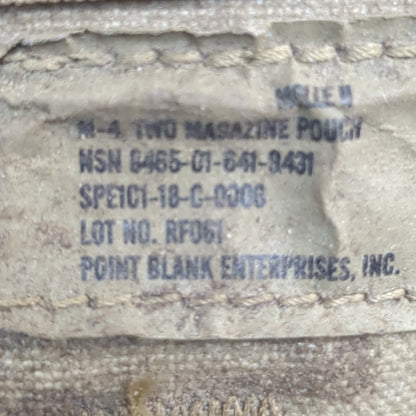 MOLLE II
M-4, TWO MAGAZINE POUCH
NSN 8465-01-641-9431
SPE1C1-18-C-0006
LOT NO. RF061
POINT BLANK ENTERPRISES, INC.